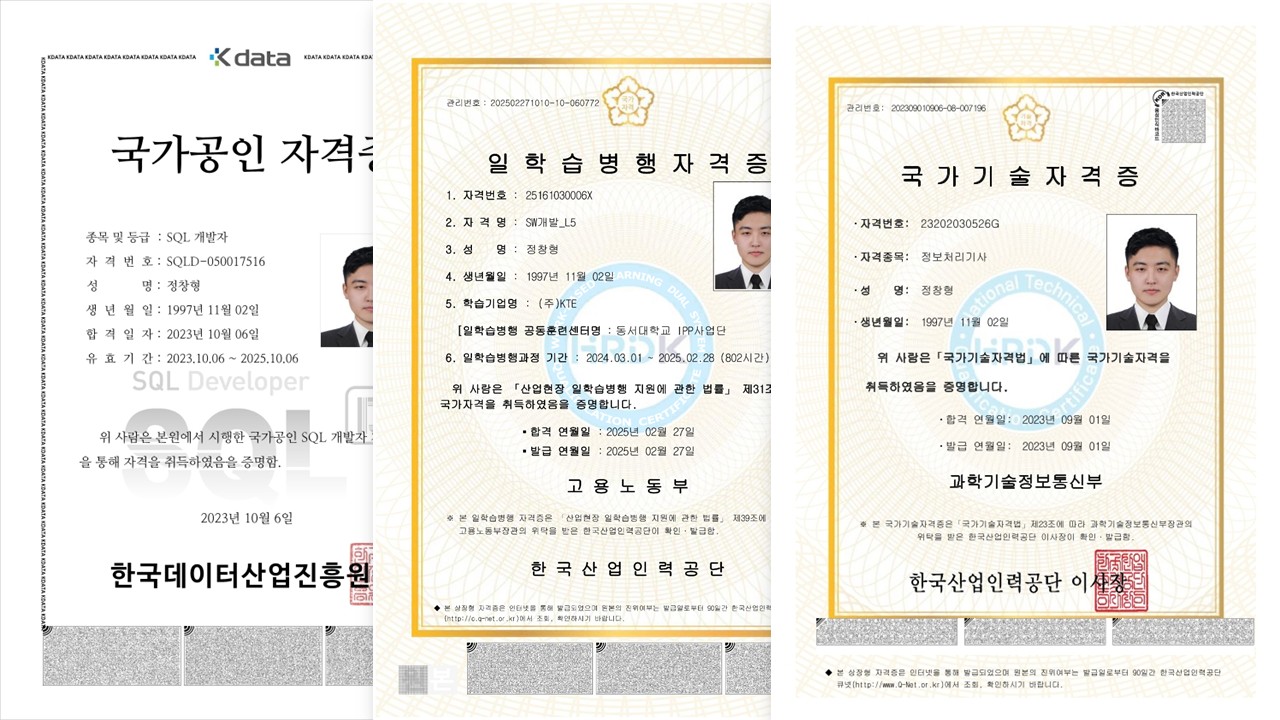 KDATA KDATA KDATA KDATA KDATA KDATA KDATA KDATA
Kdata
KDATA KDATA KDATA KDA
국가공인 자격증
종목 및 등급 : SQL 개발자
자 격 번 호 : SQLD-050017516
성 명 : 정창형
생 년 월 일 : 1997년 11월 02일
합 격 일 자 : 2023년 10월 06일
유 효 기 간 : 2023.10.06 ~ 2025.10.06
SQL Developer
SQL
위 사람은 본원에서 시행한 국가공인 SQL 개발자
을 통해 자격을 취득하였음을 증명함.
2023년 10월 6일
한국데이터산업진흥원
관리번호 : 202502271010-10-060772
국가
자격
일 학 습 병 행 자 격 증
1. 자격번호 : 25161030006X
2. 자 격 명 : SW개발_L5
3. 성 명 : 정창형
4. 생년월일 : 1997년 11월 02일
5. 학습기업명 : (주)KTE
[일학습병행 공동훈련센터명 : 동서대학교 IPP사업단
6. 일학습병행과정 기간 : 2024.03.01 ~ 2025.02.28 (802시간)
위 사람은 「산업현장 일학습병행 지원에 관한 법률」 제31조
국가자격을 취득하였음을 증명합니다.
▪ 합격 연월일 : 2025년 02월 27일
▪ 발급 연월일 : 2025년 02월 27일
고 용 노 동 부
※ 본 일학습병행 자격증은 「산업현장 일학습병행 지원에 관한 법률」 제39조에
고용노동부장관의 위탁을 받은 한국산업인력공단이 확인ㆍ발급함.
한 국 산 업 인 력 공 단
◆ 본 상장형 자격증은 인터넷을 통해 발급되었으며 원본의 진위여부는 발급일로부터 90일간 한국산업인력
(http://c.q-net.or.kr)에서 조회, 확인하시기 바랍니다.
관리번호: 202309010906-08-007196
한국산업인력공단
국 가 기 술 자 격 증
·자격번호: 23202030526G
·자격종목: 정보처리기사
·성 명: 정창형
·생년월일: 1997년 11월 02일
HRDK
위 사람은「국가기술자격법」에 따른 국가기술자격을
취득하였음을 증명합니다.
·합격 연월일: 2023년 09월 01일
·발급 연월일: 2023년 09월 01일
과학기술정보통신부
※ 본 국가기술자격증은「국가기술자격법」제23조에 따라 과학기술정보통신부장관의
위탁을 받은 한국산업인력공단 이사장이 확인ㆍ발급함.
한국산업인력공단 이사장
◆ 본 상장형 자격증은 인터넷을 통해 발급되었으며 원본의 진위여부는 발급일로부터 90일간 한국산업인력공단
큐넷(http://www.Q-Net.or.kr)에서 조회, 확인하시기 바랍니다.